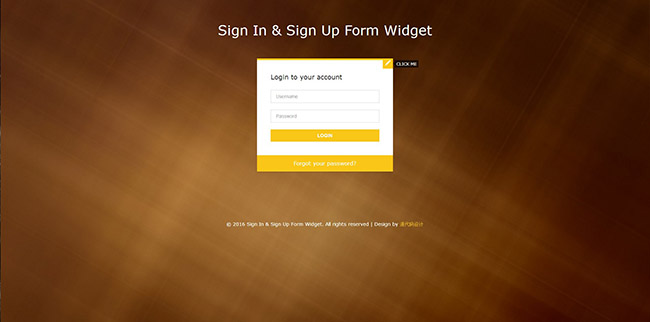 Sign In & Sign Up Form Widget
CLICK ME
Login to your account
Username
Password
LOGIN
Forgot your password?
© 2016 Sign In & Sign Up Form Widget. All rights reserved | Design by